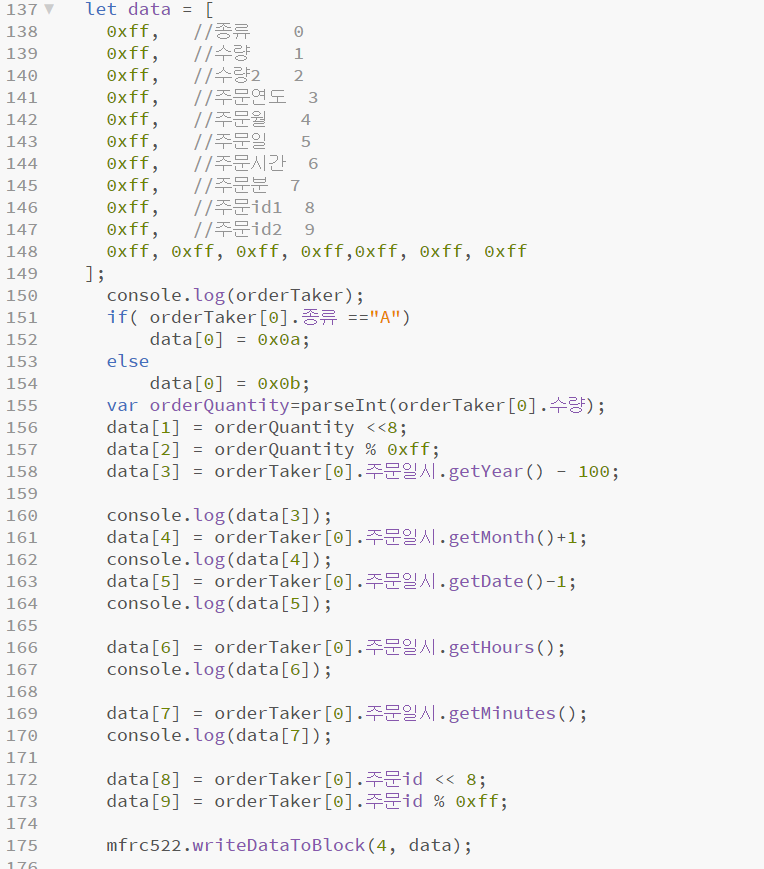 137 ▼ let data = [
138 0xff, //종류 0
139 0xff, //수량 1
140 0xff, //수량2 2
141 0xff, //주문연도 3
142 0xff, //주문월 4
143 0xff, //주문일 5
144 0xff, //주문시간 6
145 0xff, //주문분 7
146 0xff, //주문id1 8
147 0xff, //주문id2 9
148 0xff, 0xff, 0xff, 0xff,0xff, 0xff, 0xff
149 ];
150 console.log(orderTaker);
151 if( orderTaker[0].종류 =="A")
152 data[0] = 0x0a;
153 else
154 data[0] = 0x0b;
155 var orderQuantity=parseInt(orderTaker[0].수량);
156 data[1] = orderQuantity <<8;
157 data[2] = orderQuantity % 0xff;
158 data[3] = orderTaker[0].주문일시.getYear() - 100;
159
160 console.log(data[3]);
161 data[4] = orderTaker[0].주문일시.getMonth()+1;
162 console.log(data[4]);
163 data[5] = orderTaker[0].주문일시.getDate()-1;
164 console.log(data[5]);
165
166 data[6] = orderTaker[0].주문일시.getHours();
167 console.log(data[6]);
168
169 data[7] = orderTaker[0].주문일시.getMinutes();
170 console.log(data[7]);
171
172 data[8] = orderTaker[0].주문id << 8;
173 data[9] = orderTaker[0].주문id % 0xff;
174
175 mfrc522.writeDataToBlock(4, data);
176